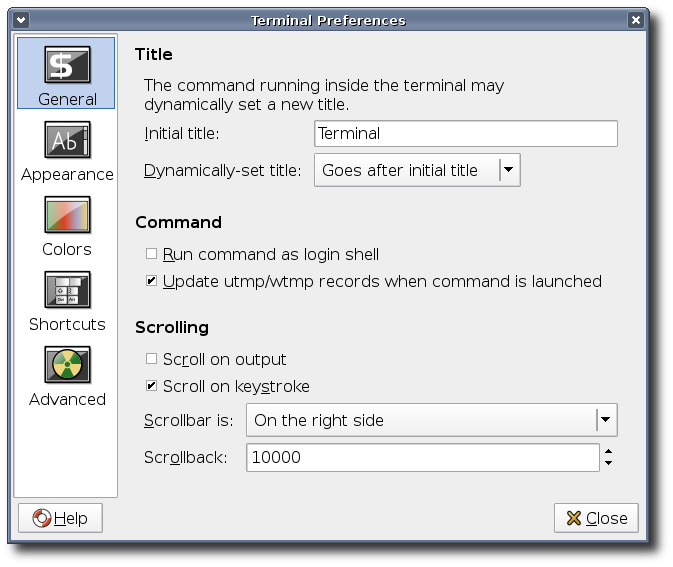 Terminal Preferences
General
Appearance
Colors
Shortcuts
Advanced
Title
The command running inside the terminal may
dynamically set a new title.
Initial title: Terminal
Dynamically-set title: Goes after initial title
Command
Run command as login shell
Update utmp/wtmp records when command is launched
Scrolling
Scroll on output
Scroll on keystroke
Scrollbar is: On the right side
Scrollback: 10000
Help
Close